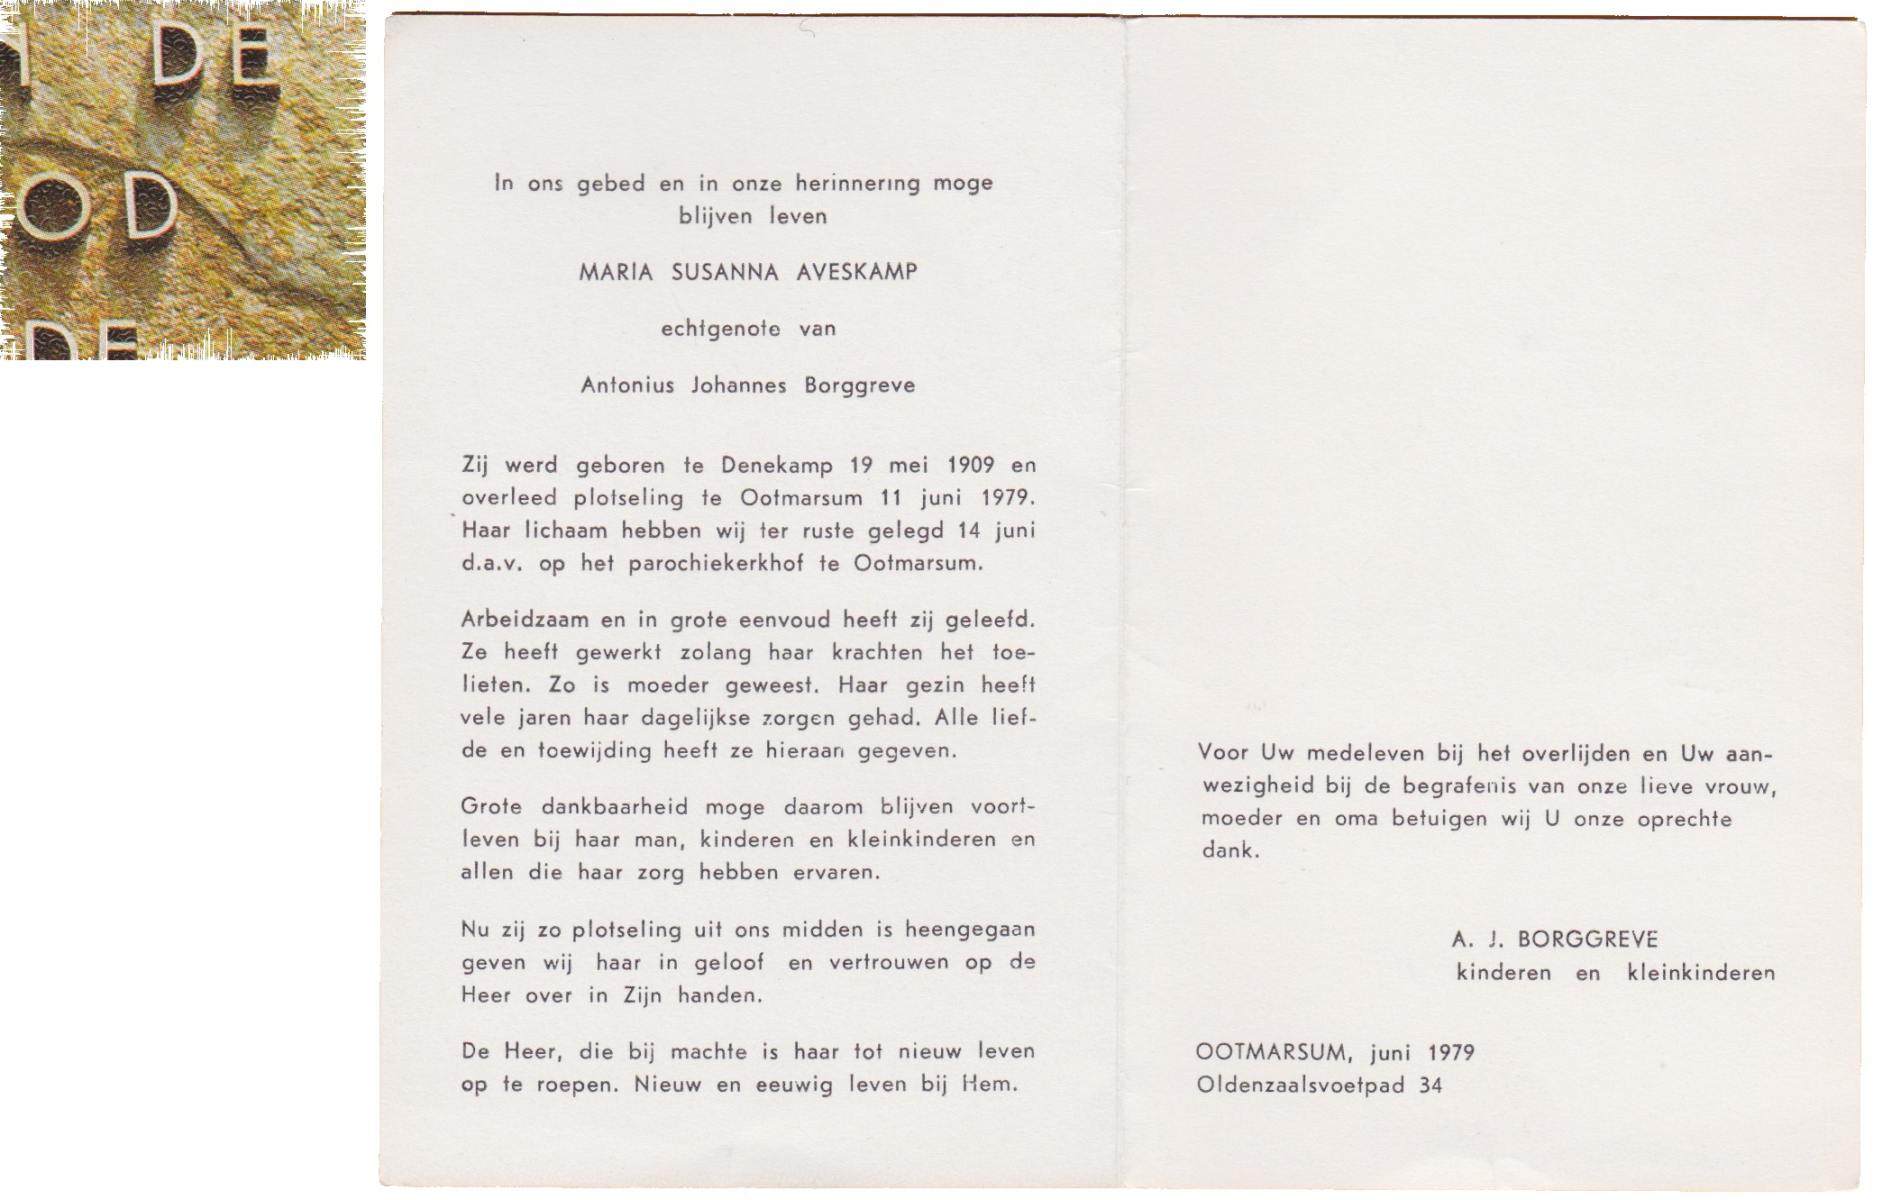 DE
OD
DE
In ons gebed en in onze herinnering moge
blijven leven
MARIA SUSANNA AVESKAMP
echtgenote van
Antonius Johannes Borggreve
Zij werd geboren te Denekamp 19 mei 1909 en
overleed plotseling te Ootmarsum 11 juni 1979.
Haar lichaam hebben wij ter ruste gelegd 14 juni
d.a.v. op het parochiekerkhof te Ootmarsum.
Arbeidzaam en in grote eenvoud heeft zij geleefd.
Ze heeft gewerkt zolang haar krachten het toe-
lieten. Zo is moeder geweest. Haar gezin heeft
vele jaren haar dagelijkse zorgen gehad. Alle lief-
de en toewijding heeft ze hieraan gegeven.
Grote dankbaarheid moge daarom blijven voort-
leven bij haar man, kinderen en kleinkinderen en
allen die haar zorg hebben ervaren.
Nu zij zo plotseling uit ons midden is heengegaan
geven wij haar in geloof en vertrouwen op de
Heer over in Zijn handen.
De Heer, die bij machte is haar tot nieuw leven
op te roepen. Nieuw en eeuwig leven bij Hem.
Voor Uw medeleven bij het overlijden en Uw aan-
wezigheid bij de begrafenis van onze lieve vrouw,
moeder en oma betuigen wij U onze oprechte
dank.
A. J. BORGGREVE
kinderen en kleinkinderen
OOTMARSUM, juni 1979
Oldenzaalsvoetpad 34